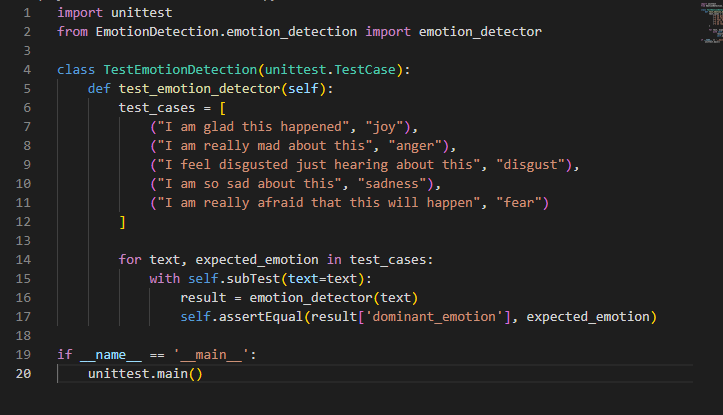 1 import unittest
2 from EmotionDetection.emotion_detection import emotion_detector
3
4 class TestEmotionDetection(unittest.TestCase):
5     def test_emotion_detector(self):
6         test_cases = [
7             ("I am glad this happened", "joy"),
8             ("I am really mad about this", "anger"),
9             ("I feel disgusted just hearing about this", "disgust"),
10             ("I am so sad about this", "sadness"),
11             ("I am really afraid that this will happen", "fear")
12         ]
13
14         for text, expected_emotion in test_cases:
15             with self.subTest(text=text):
16                 result = emotion_detector(text)
17                 self.assertEqual(result['dominant_emotion'], expected_emotion)
18
19 if __name__ == '__main__':
20     unittest.main()